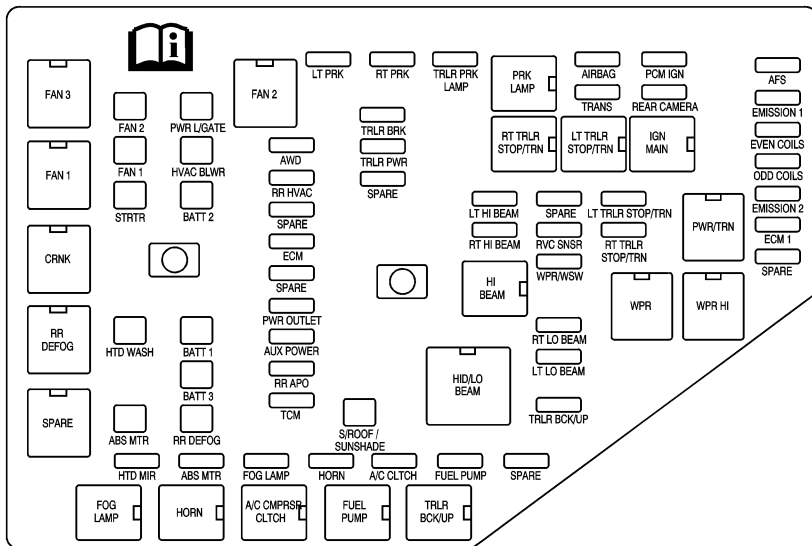 i
LT PRK
RT PRK
TRLR PRK
LAMP
PRK
LAMP
AIRBAG
PCM IGN
AFS
FAN 3
FAN 2
FAN 2
PWR L/GATE
TRLR BRK
TRANS
REAR CAMERA
EMISSION 1
RT TRLR
STOP/TRN
LT TRLR
STOP/TRN
IGN
MAIN
EVEN COILS
AWD
TRLR PWR
FAN 1
FAN 1
HVAC BLWR
RR HVAC
SPARE
ODD COILS
STRTR
BATT 2
SPARE
LT HI BEAM
SPARE
LT TRLR STOP/TRN
EMISSION 2
PWR/TRN
RT HI BEAM
RVC SNSR
RT TRLR
STOP/TRN
ECM 1
CRNK
ECM
WPR/WSW
SPARE
SPARE
HI
BEAM
WPR
WPR HI
PWR OUTLET
RR
DEFOG
HTD WASH
BATT 1
AUX POWER
RT LO BEAM
LT LO BEAM
RR APO
HID/LO
BEAM
BATT 3
TCM
TRLR BCK/UP
SPARE
ABS MTR
RR DEFOG
S/ROOF /
SUNSHADE
HTD MIR
ABS MTR
FOG LAMP
HORN
A/C CLTCH
FUEL PUMP
SPARE
FOG
LAMP
HORN
A/C CMPRSR
CLTCH
FUEL
PUMP
TRLR
BCK/UP